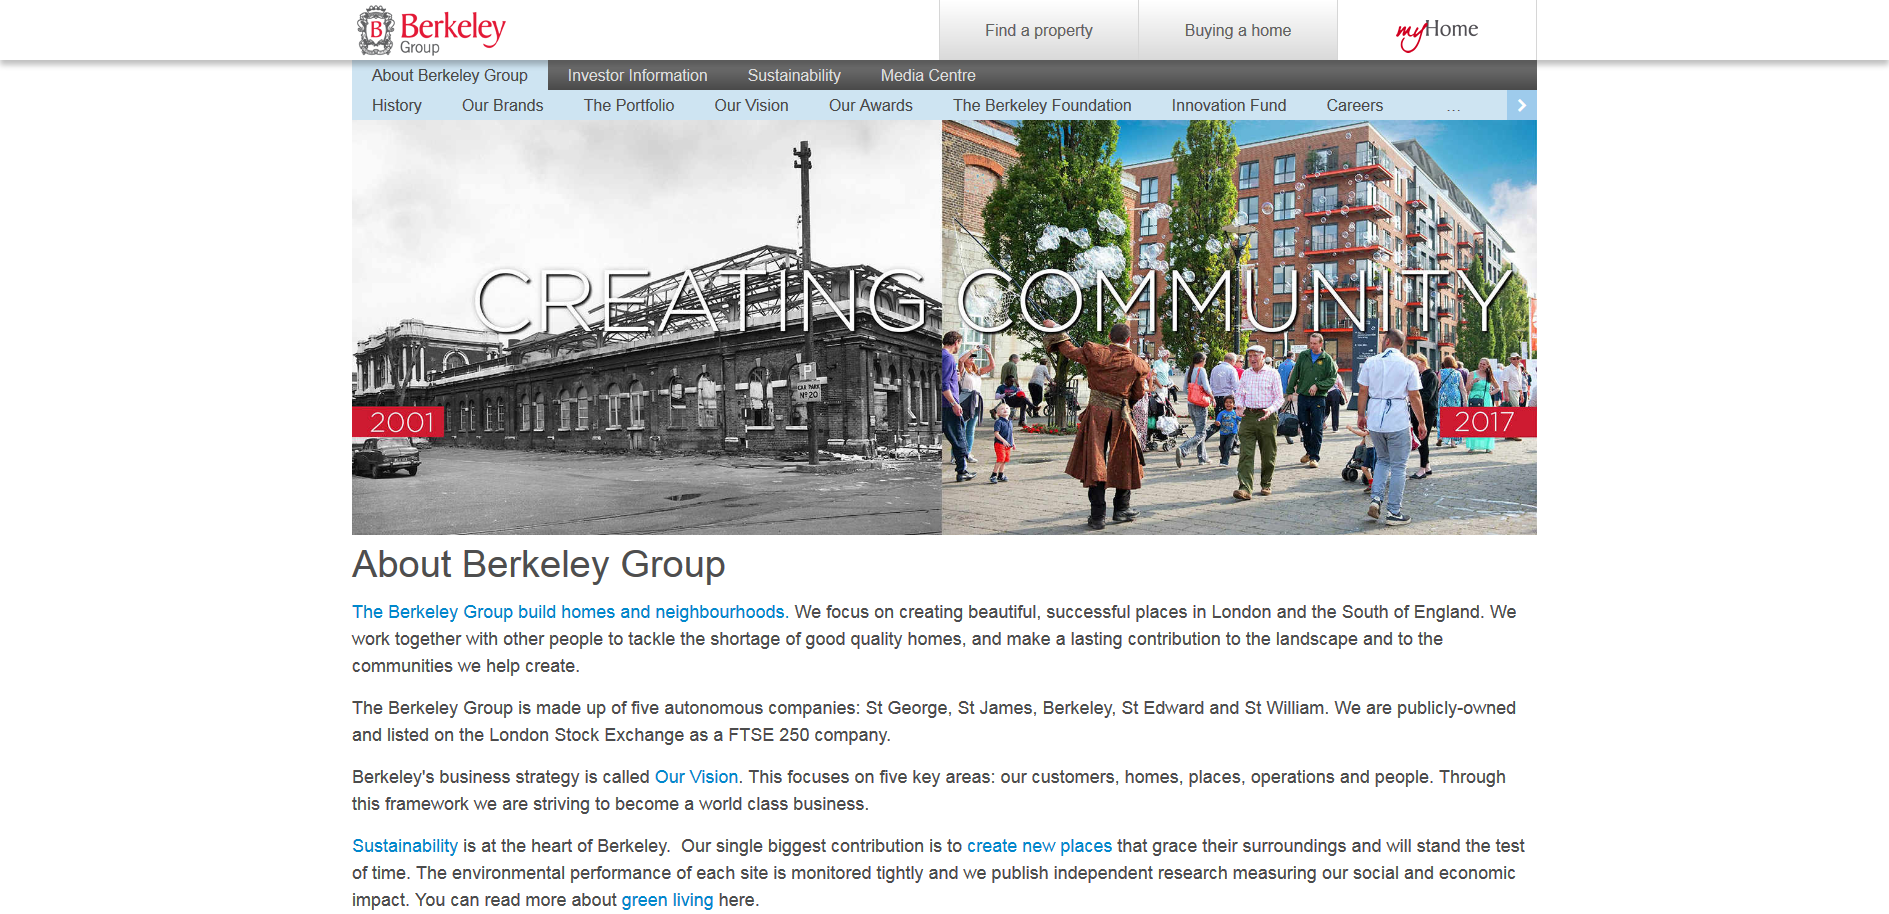 B Berkeley
Group
Find a property
Buying a home
myHome
About Berkeley Group
Investor Information
Sustainability
Media Centre
History
Our Brands
The Portfolio
Our Vision
Our Awards
The Berkeley Foundation
Innovation Fund
Careers
...
CREATING COMMUNITY
P
CAR PARK
Nº 20
2001
2017
About Berkeley Group
The Berkeley Group build homes and neighbourhoods. We focus on creating beautiful, successful places in London and the South of England. We
work together with other people to tackle the shortage of good quality homes, and make a lasting contribution to the landscape and to the
communities we help create.
The Berkeley Group is made up of five autonomous companies: St George, St James, Berkeley, St Edward and St William. We are publicly-owned
and listed on the London Stock Exchange as a FTSE 250 company.
Berkeley's business strategy is called Our Vision. This focuses on five key areas: our customers, homes, places, operations and people. Through
this framework we are striving to become a world class business.
Sustainability is at the heart of Berkeley.  Our single biggest contribution is to create new places that grace their surroundings and will stand the test
of time. The environmental performance of each site is monitored tightly and we publish independent research measuring our social and economic
impact. You can read more about green living here.